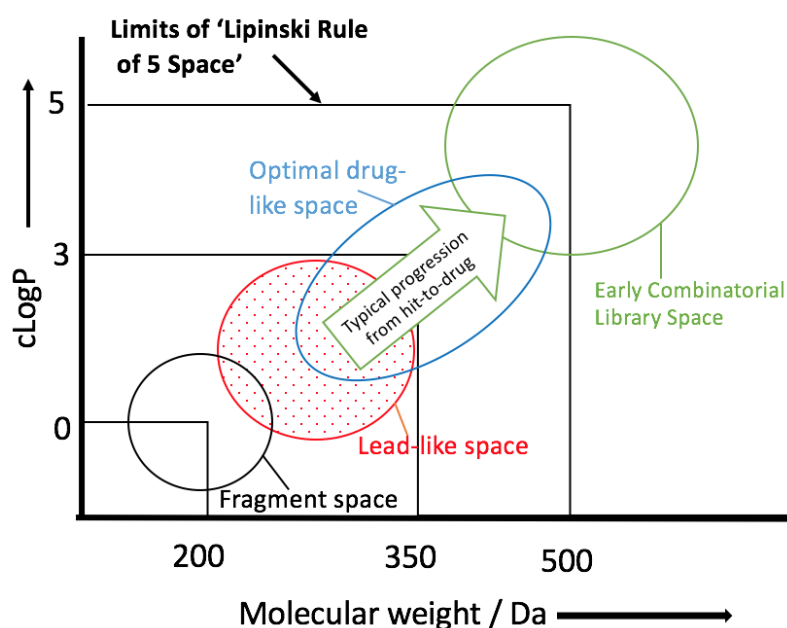 Limits of ‘Lipinski Rule
of 5 Space’
5
Optimal drug-
like space
3
cLogP
Typical progression
from hit-to-drug
Early Combinatorial
Library Space
0
Lead-like space
Fragment space
200
350
500
Molecular weight / Da